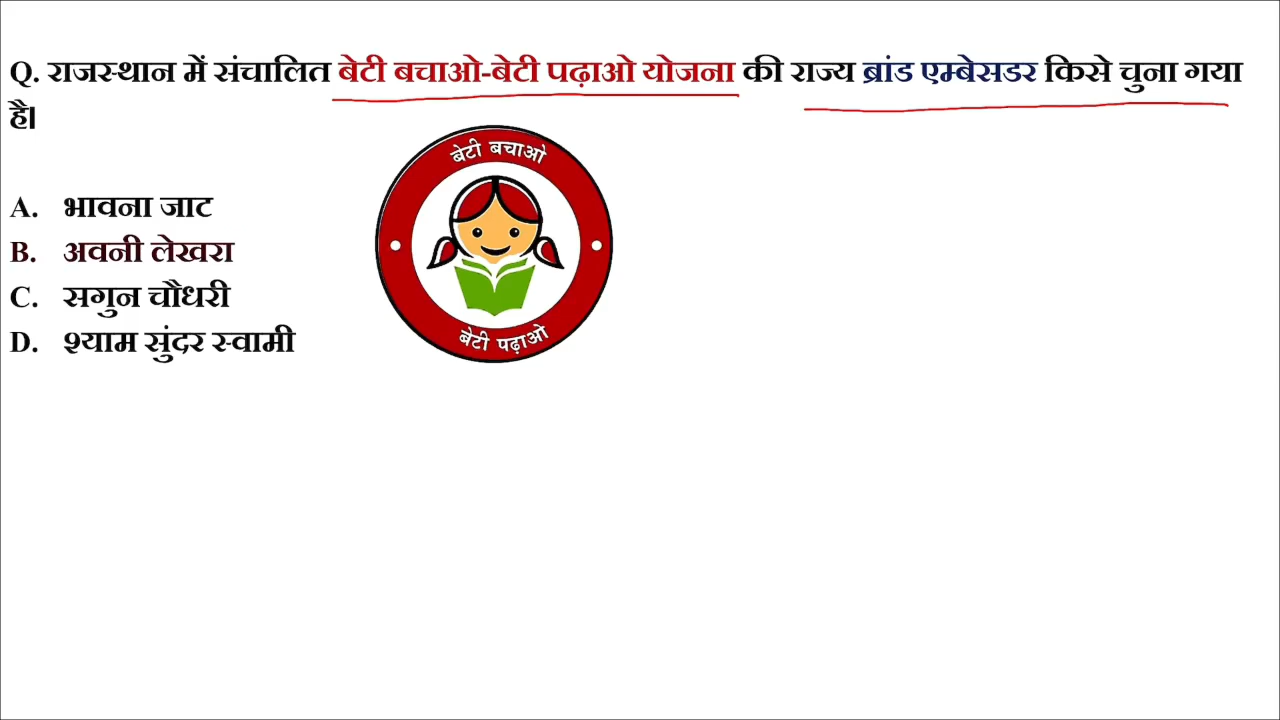 Q. राजस्थान में संचालित बेटी बचाओ-बेटी पढ़ाओ योजना की राज्य ब्रांड एम्बेसडर किसे चुना गया
है।
बेटी बचाओ
A. भावना जाट
B. अवनी लेखरा
C. सगुन चौधरी
D. श्याम सुंदर स्वामी
बेटी पढ़ाओ